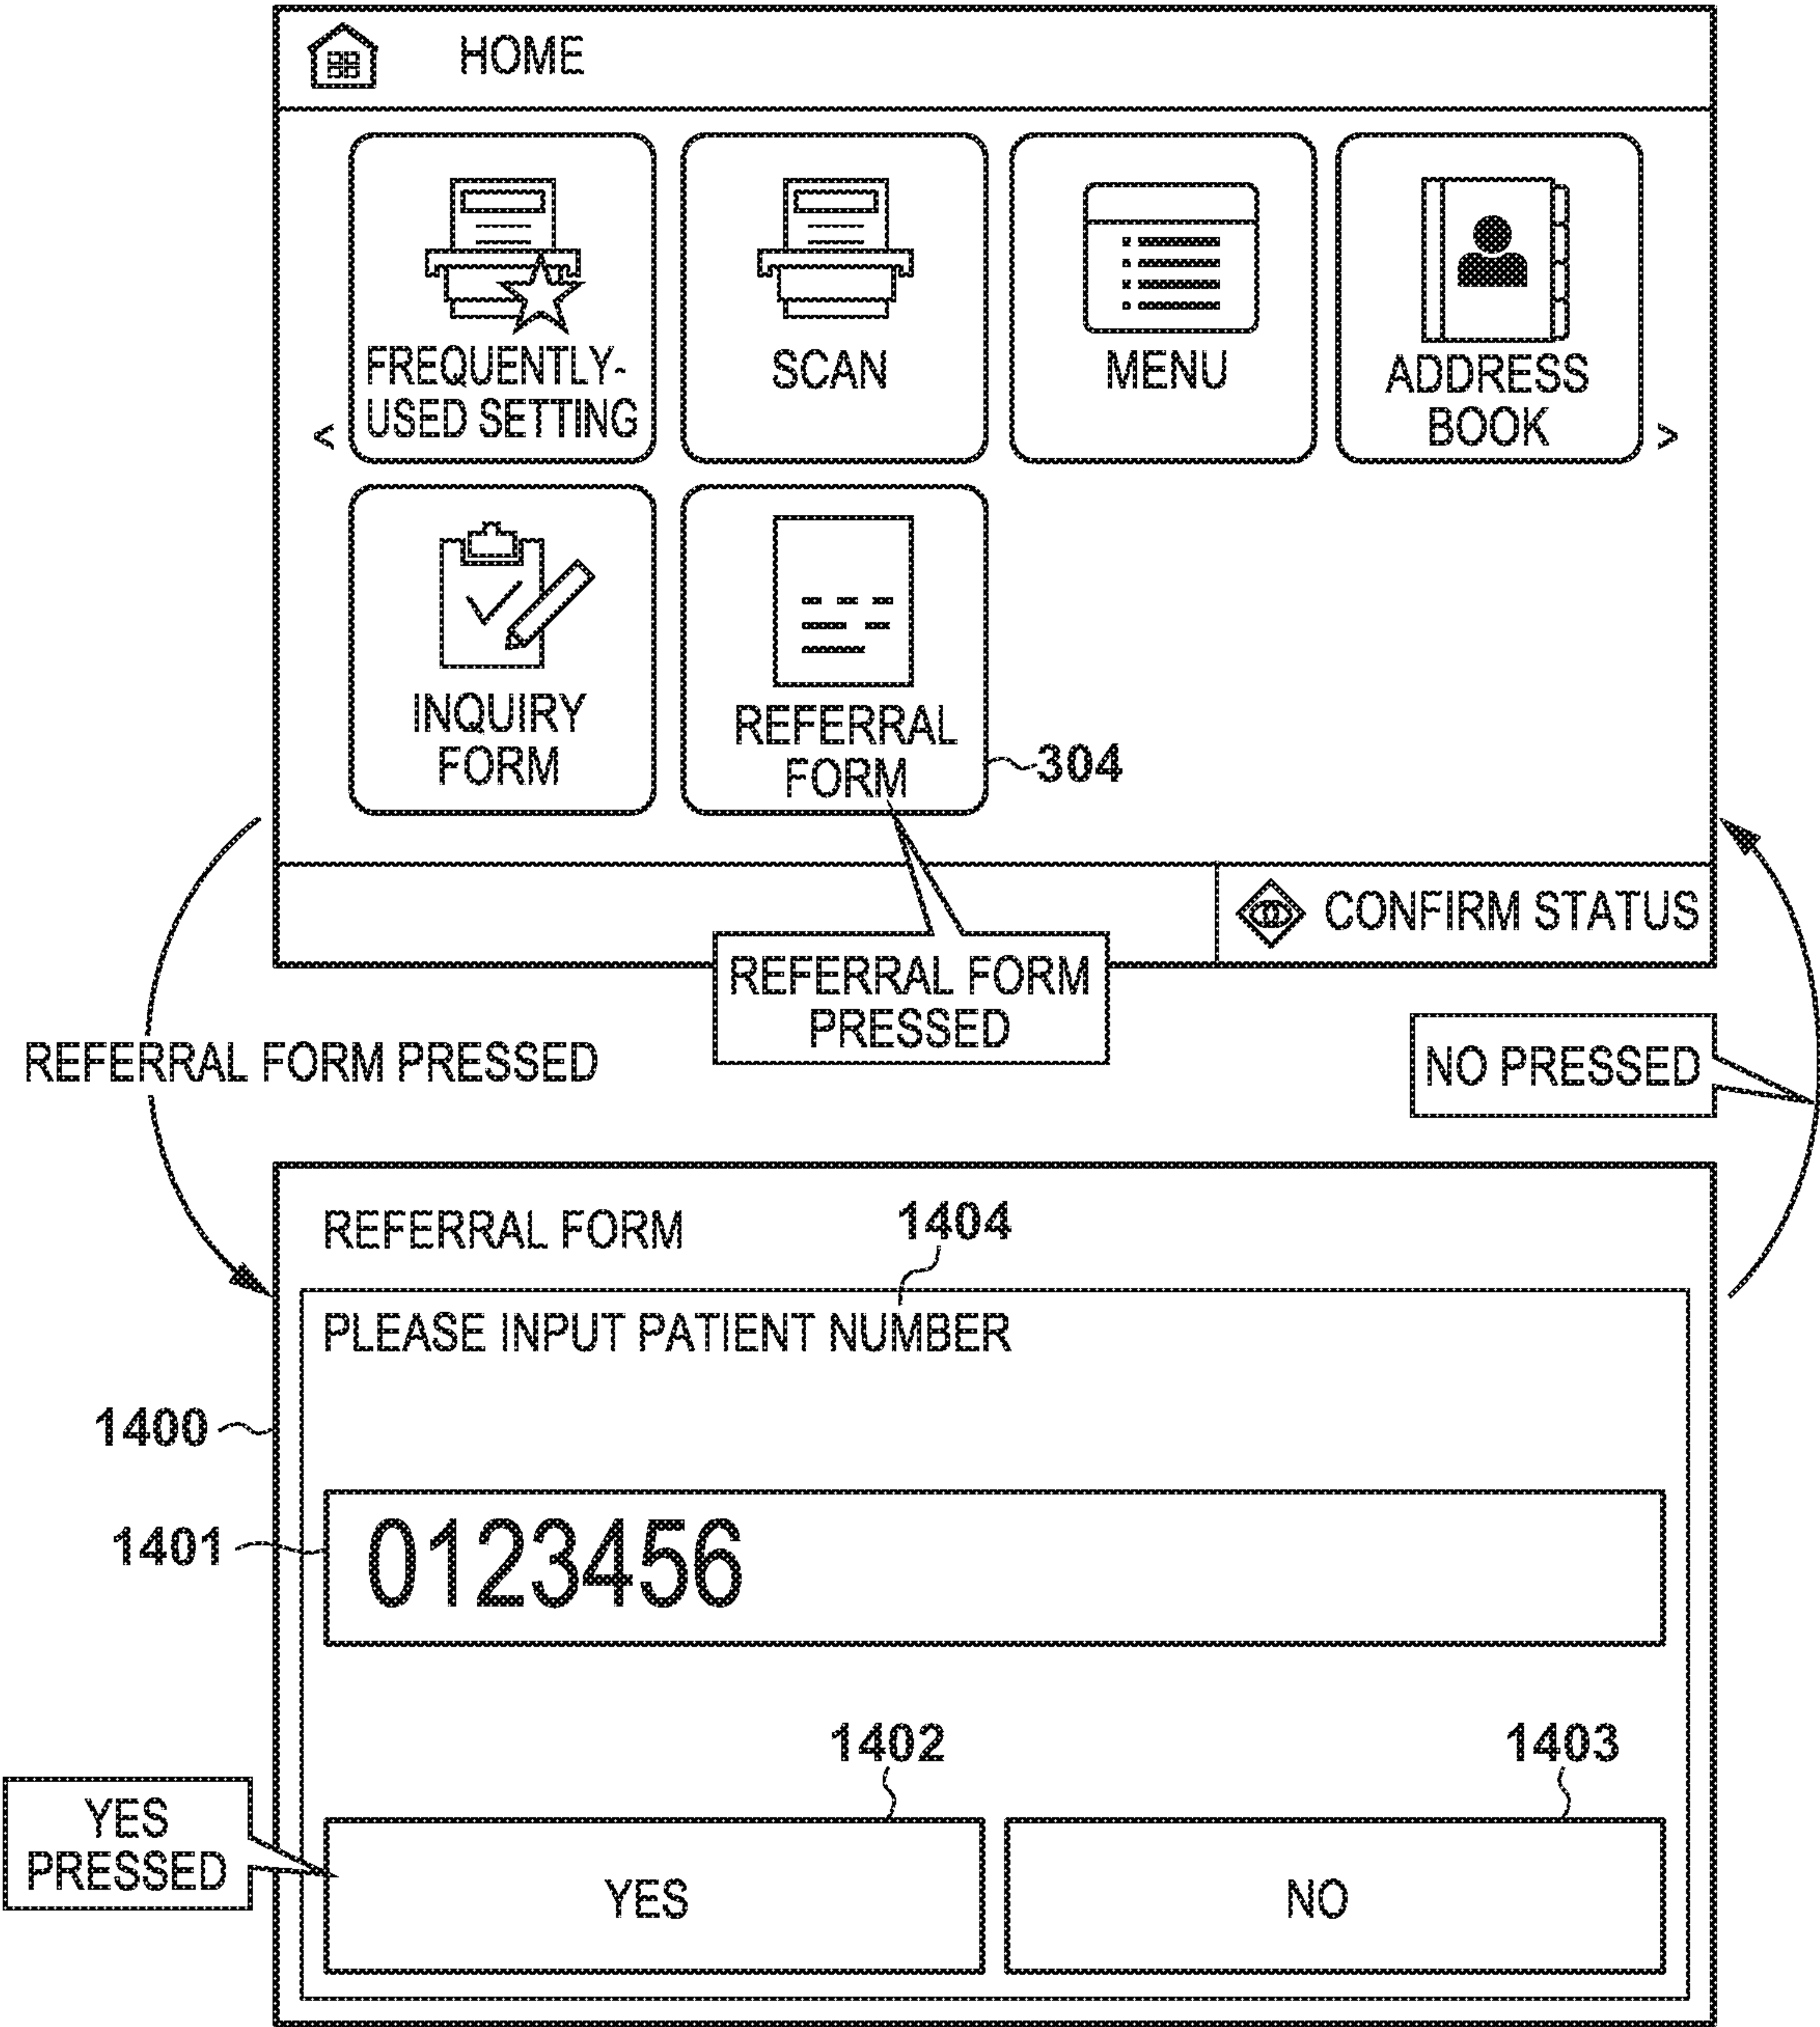 HOME
FREQUENTLY-
USED SETTING
SCAN
MENU
ADDRESS
BOOK
<
>
INQUIRY
FORM
REFERRAL
FORM
304
CONFIRM STATUS
REFERRAL FORM
PRESSED
REFERRAL FORM PRESSED
NO PRESSED
REFERRAL FORM
1404
PLEASE INPUT PATIENT NUMBER
1400
1401
0123456
1402
1403
YES
PRESSED
YES
NO